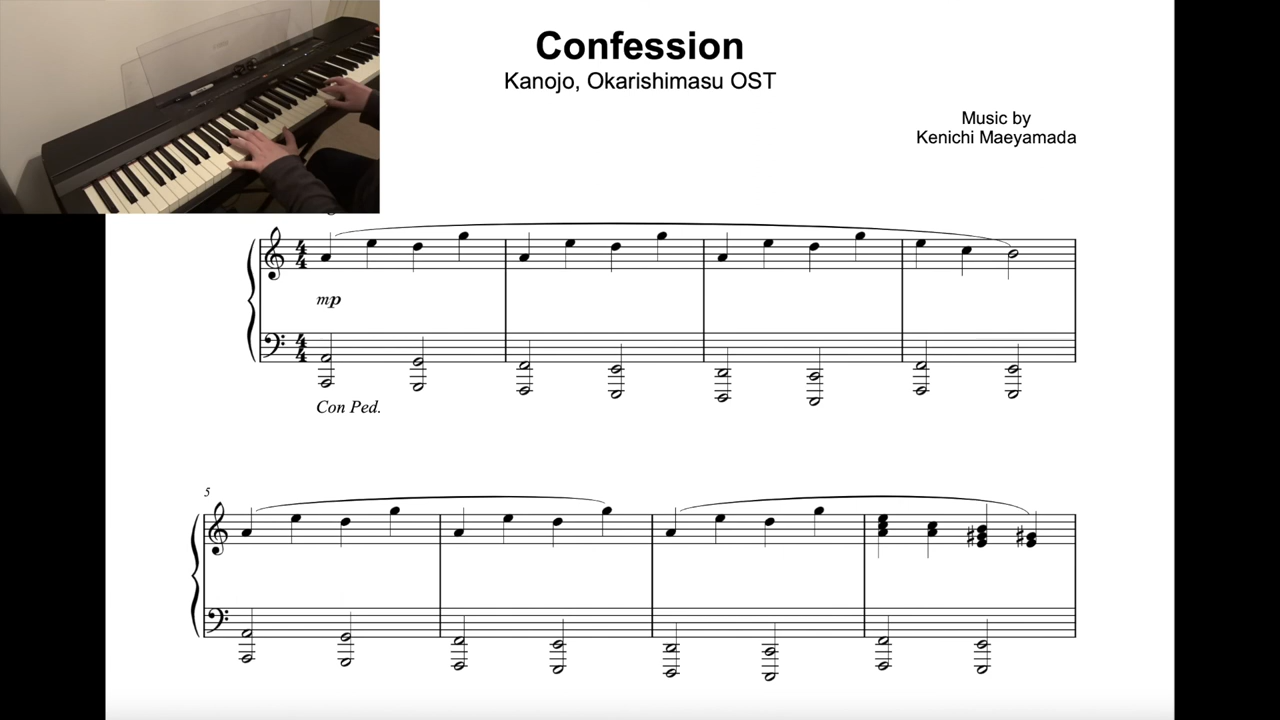 Confession
Kanojo, Okarishimasu OST
Music by
Kenichi Maeyamada
mp
Con Ped.
5